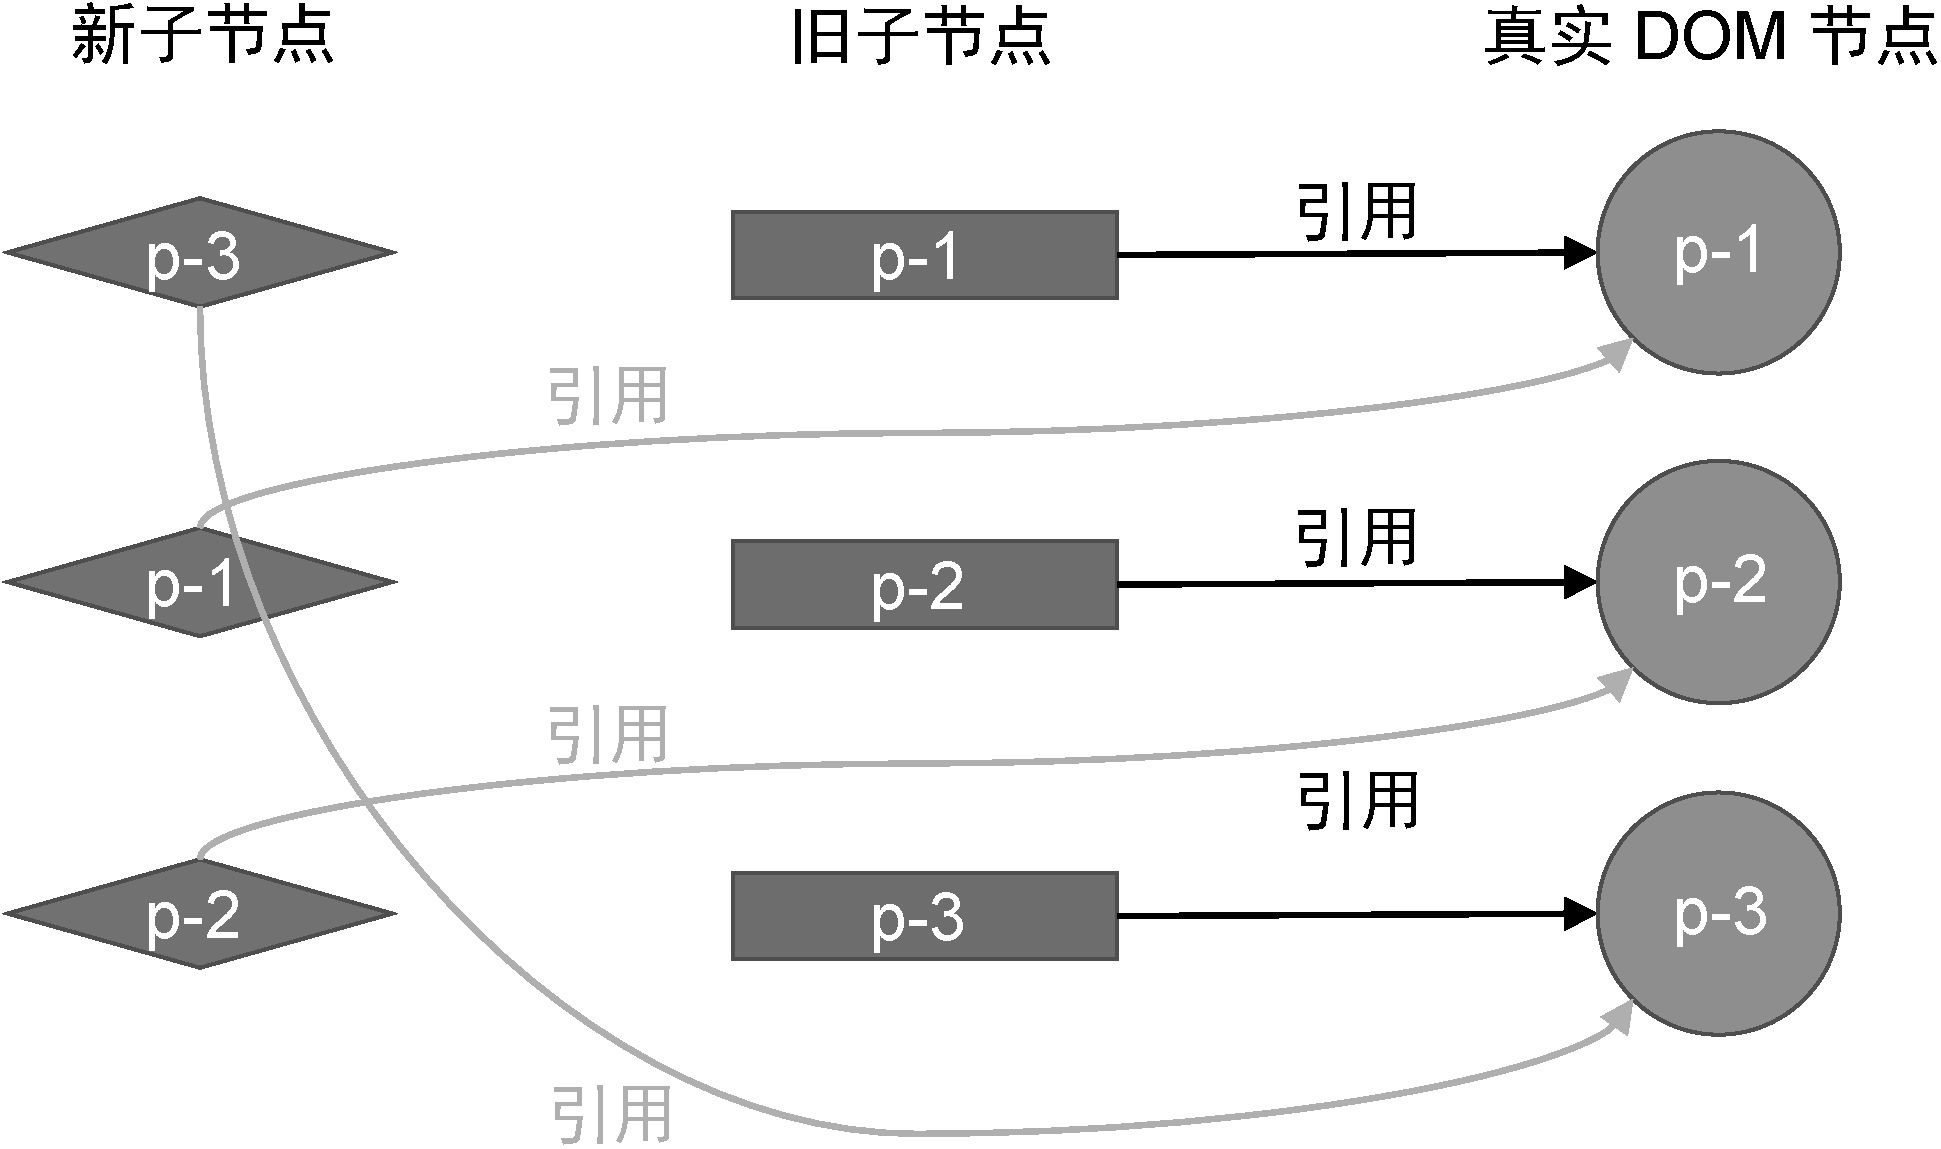 新子节点 旧子节点 真实 DOM 节点
p-3 p-1 引用 p-1
引用
p-1 p-2 引用 p-2
引用
引用
p-2 p-3 p-3
引用